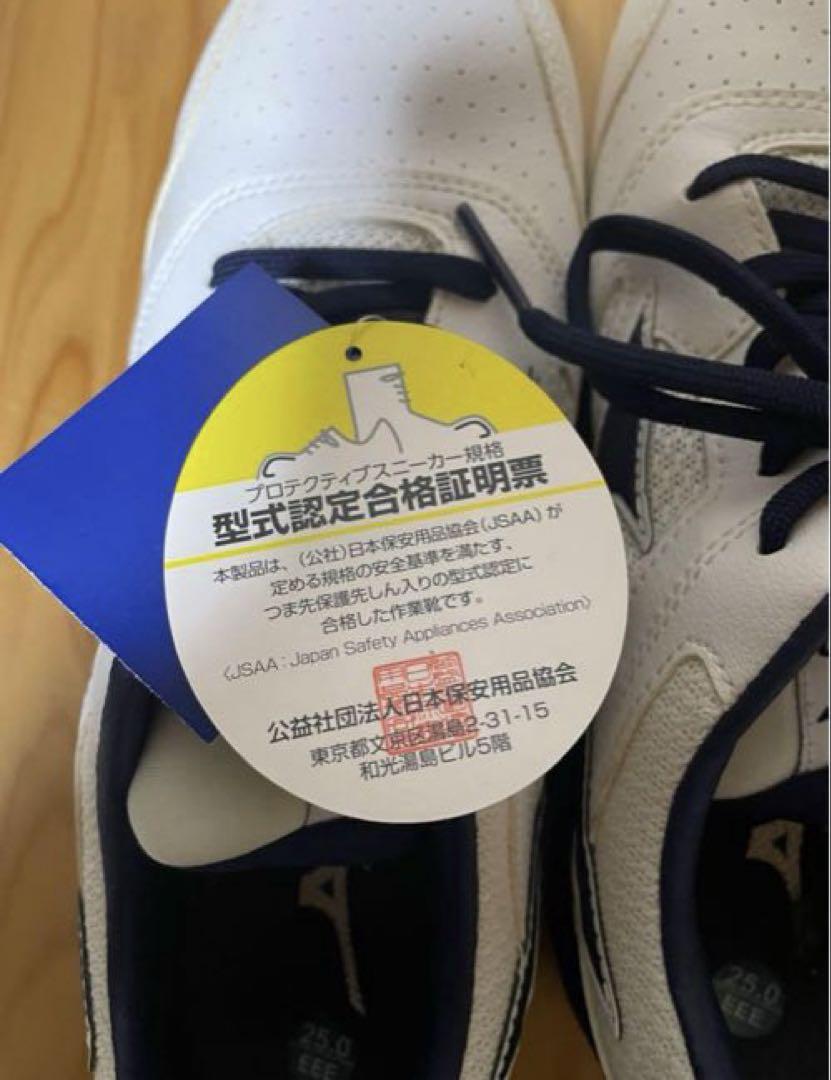 プロテクティブスニーカー規格
型式認定合格証明票
本製品は、(公社)日本保安用品協会(JSAA)が
定める規格の安全基準を満たす、
つま先保護先しん入りの型式認定に
合格した作業靴です。
〈JSAA : Japan Safety Appliances Association〉
公益社団法人日本保安用品協会
東京都文京区湯島2-31-15
和光湯島ビル5階
25.0
EEE
25.0
EEE